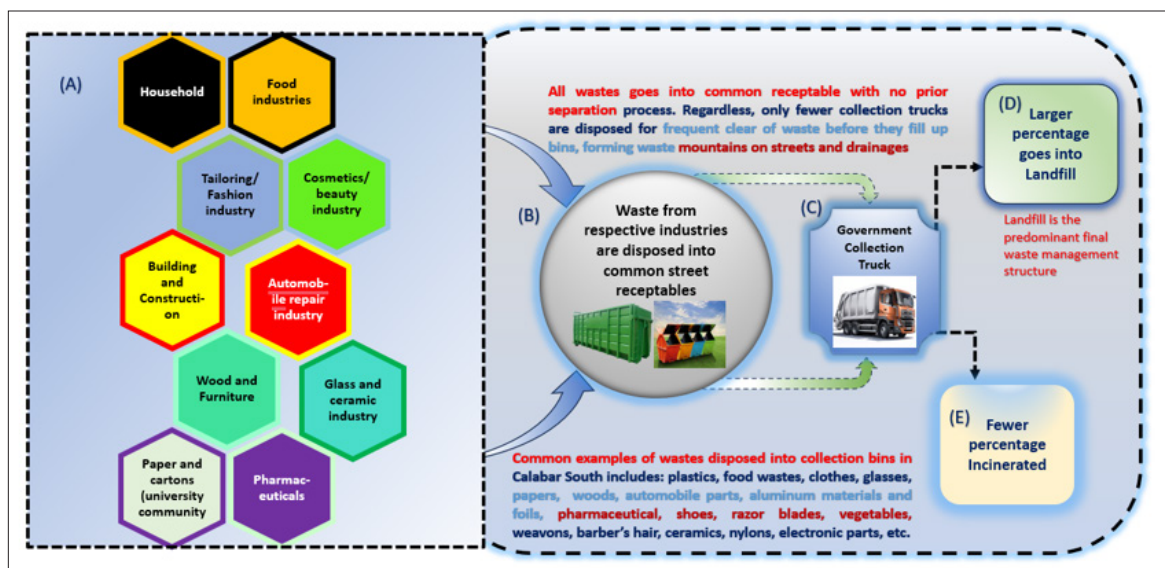 (A)
Household
Food
industries
Tailoring/
Fashion
industry
Cosmetics/
beauty
industry
Building
and
Constructi-
on
Automob-
ile repair
industry
Wood and
Furniture
Glass and
ceramic
industry
Paper and
cartons
(university
community
Pharmac-
euticals
All wastes goes into common receptable with no prior
separation process. Regardless, only fewer collection trucks
are disposed for frequent clear of waste before they fill up
bins, forming waste mountains on streets and drainages
(B)
Waste from
respective industries
are disposed into
common street
receptables
(C)
Government
Collection
Truck
(D)
Larger
percentage
goes into
Landfill
Landfill is the
predominant final
waste management
structure
(E)
Fewer
percentage
Incinerated
Common examples of wastes disposed into collection bins in
Calabar South includes: plastics, food wastes, clothes, glasses,
papers, woods, automobile parts, aluminum materials and
foils, pharmaceutical, shoes, razor blades, vegetables,
weavons, barber's hair, ceramics, nylons, electronic parts, etc.